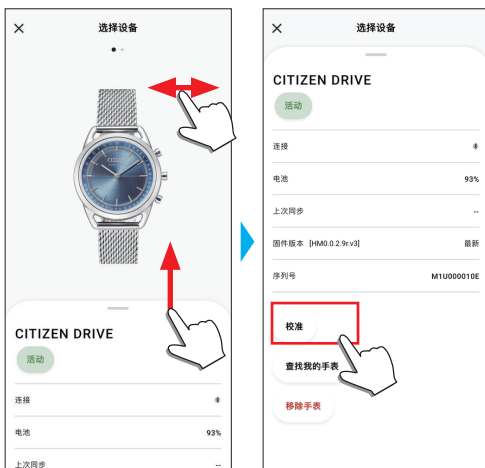 选择设备
CITIZEN DRIVE
活动
连接
电池 93%
上次同步 --
选择设备
CITIZEN DRIVE
活动
连接
电池 93%
上次同步 --
固件版本 [HM0.0.2.9r.v3] 最新
序列号 M1U000010E
校准
查找我的手表
移除手表